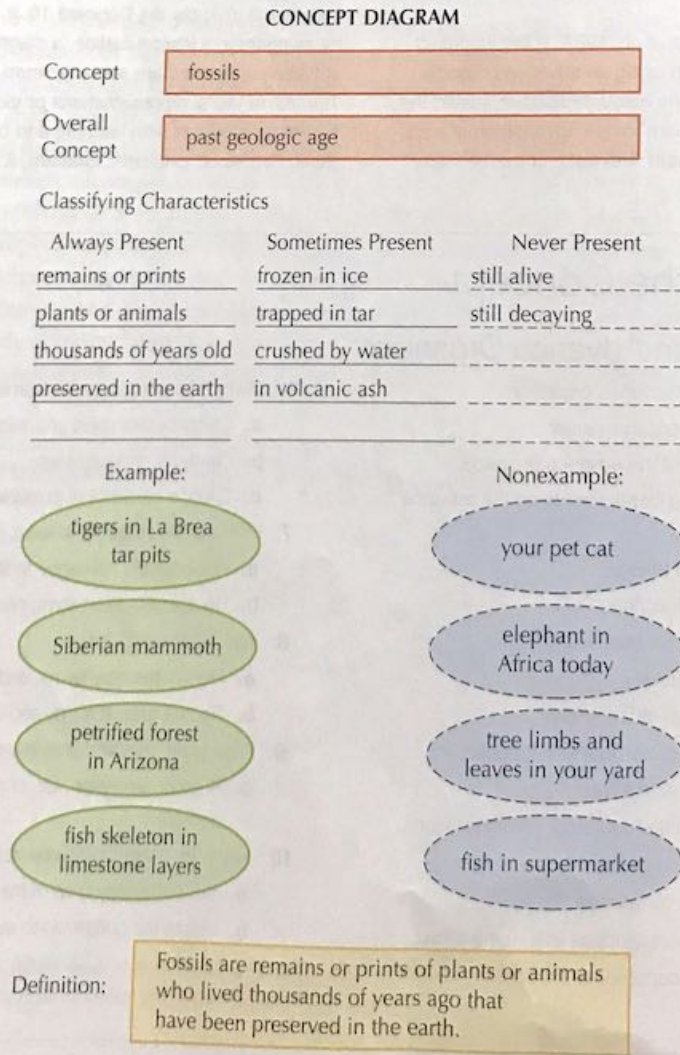 CONCEPT DIAGRAM
Concept
fossils
Overall
Concept
past geologic age
Classifying Characteristics
Always Present
Sometimes Present
Never Present
remains or prints
frozen in ice
still alive
plants or animals
trapped in tar
still decaying
thousands of years old
crushed by water
preserved in the earth
in volcanic ash
Example:
Nonexample:
tigers in La Brea
tar pits
your pet cat
Siberian mammoth
elephant in
Africa today
petrified forest
in Arizona
tree limbs and
leaves in your yard
fish skeleton in
limestone layers
fish in supermarket
Definition:
Fossils are remains or prints of plants or animals
who lived thousands of years ago that
have been preserved in the earth.